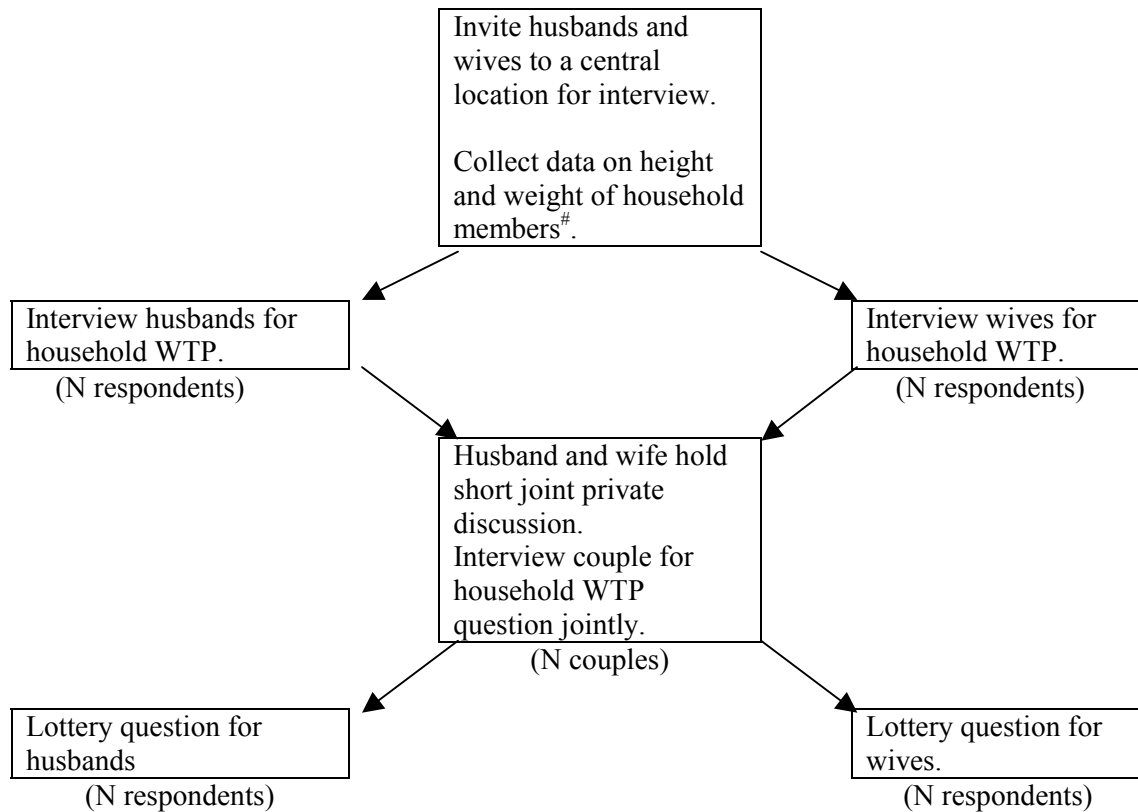 Invite husbands and
wives to a central
location for interview.
Collect data on height
and weight of household
members#.
Interview husbands for
household WTP.
(N respondents)
Interview wives for
household WTP.
(N respondents)
Husband and wife hold
short joint private
discussion.
Interview couple for
household WTP
question jointly.
(N couples)
Lottery question for
husbands
(N respondents)
Lottery question for
wives.
(N respondents)